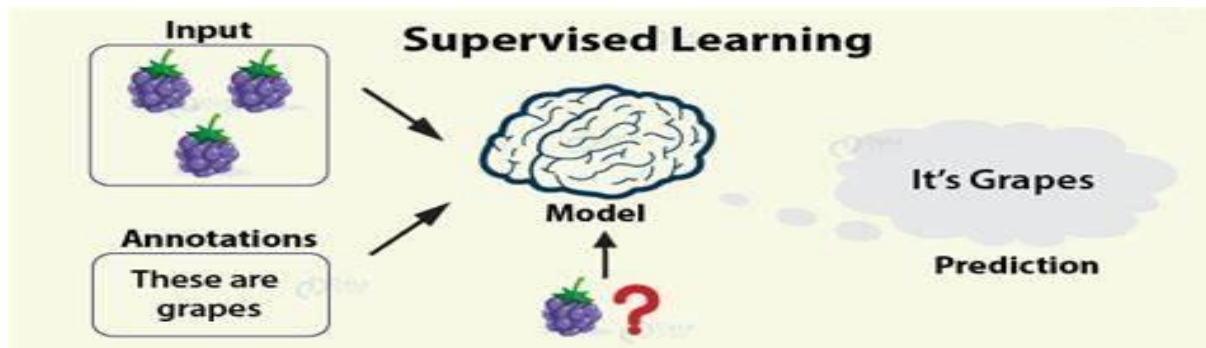 Input
Supervised Learning
Annotations
These are
grapes
Model
?
It's Grapes
Prediction